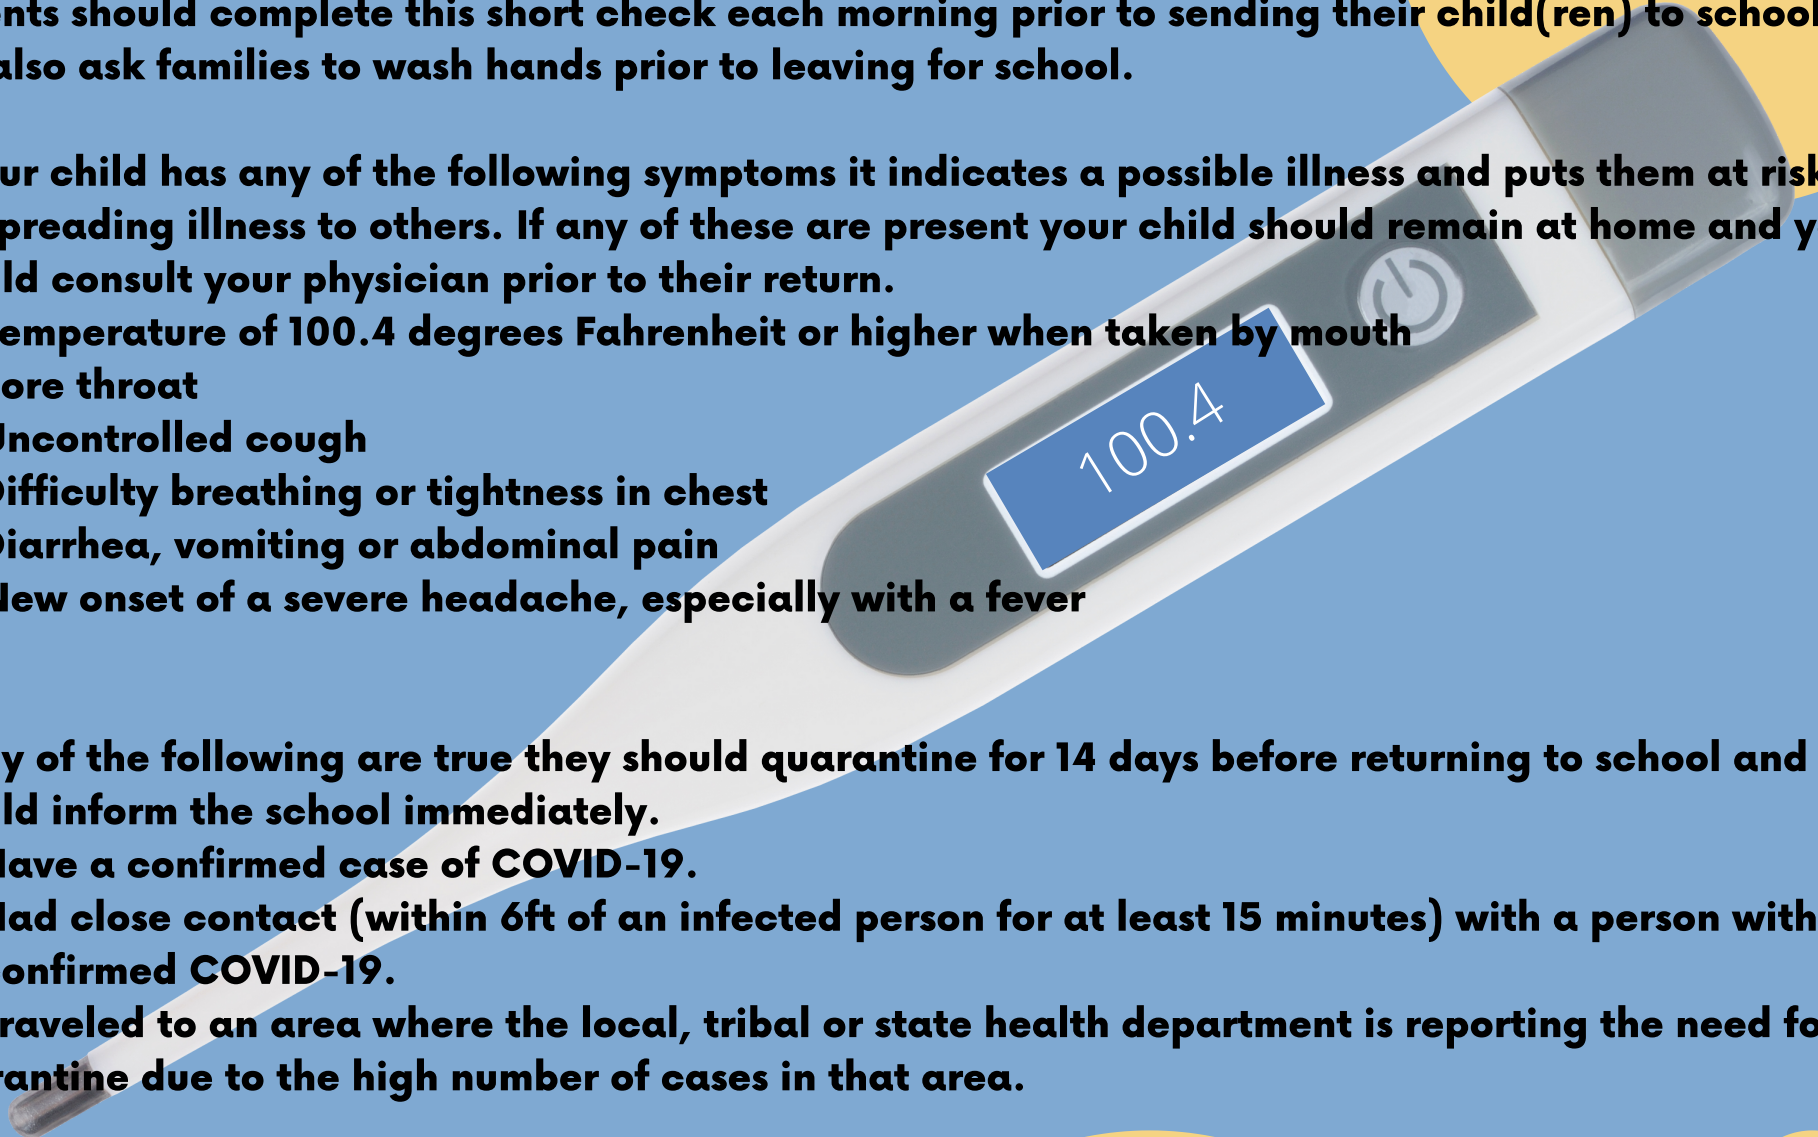 nts should complete this short check each morning prior to sending their child(ren) to school
also ask families to wash hands prior to leaving for school.
ur child has any of the following symptoms it indicates a possible illness and puts them at risk
preading illness to others. If any of these are present your child should remain at home and y
ld consult your physician prior to their return.
emperature of 100.4 degrees Fahrenheit or higher when taken by mouth
ore throat
Uncontrolled cough
Difficulty breathing or tightness in chest
Diarrhea, vomiting or abdominal pain
New onset of a severe headache, especially with a fever
100.4
y of the following are true they should quarantine for 14 days before returning to school and
ld inform the school immediately.
Have a confirmed case of COVID-19.
Had close contact (within 6ft of an infected person for at least 15 minutes) with a person with
onfirmed COVID-19.
raveled to an area where the local, tribal or state health department is reporting the need fo
rantine due to the high number of cases in that area.